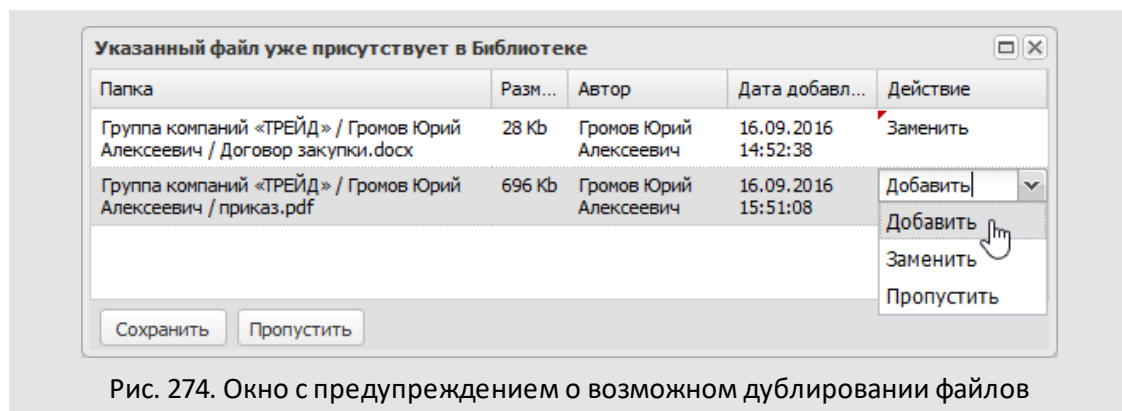 Указанный файл уже присутствует в Библиотеке
Папка Разм... Автор Дата добавл... Действие
Группа компаний «ТРЕЙД» / Громов Юрий 28 Kb Громов Юрий 16.09.2016 Заменить
Алексеевич / Договор закупки.docx Алексеевич 14:52:38
Группа компаний «ТРЕЙД» / Громов Юрий 696 Kb Громов Юрий 16.09.2016 Добавить
Алексеевич / приказ.pdf Алексеевич 15:51:08
Добавить
Заменить
Пропустить
Сохранить Пропустить
Рис. 274. Окно с предупреждением о возможном дублировании файлов